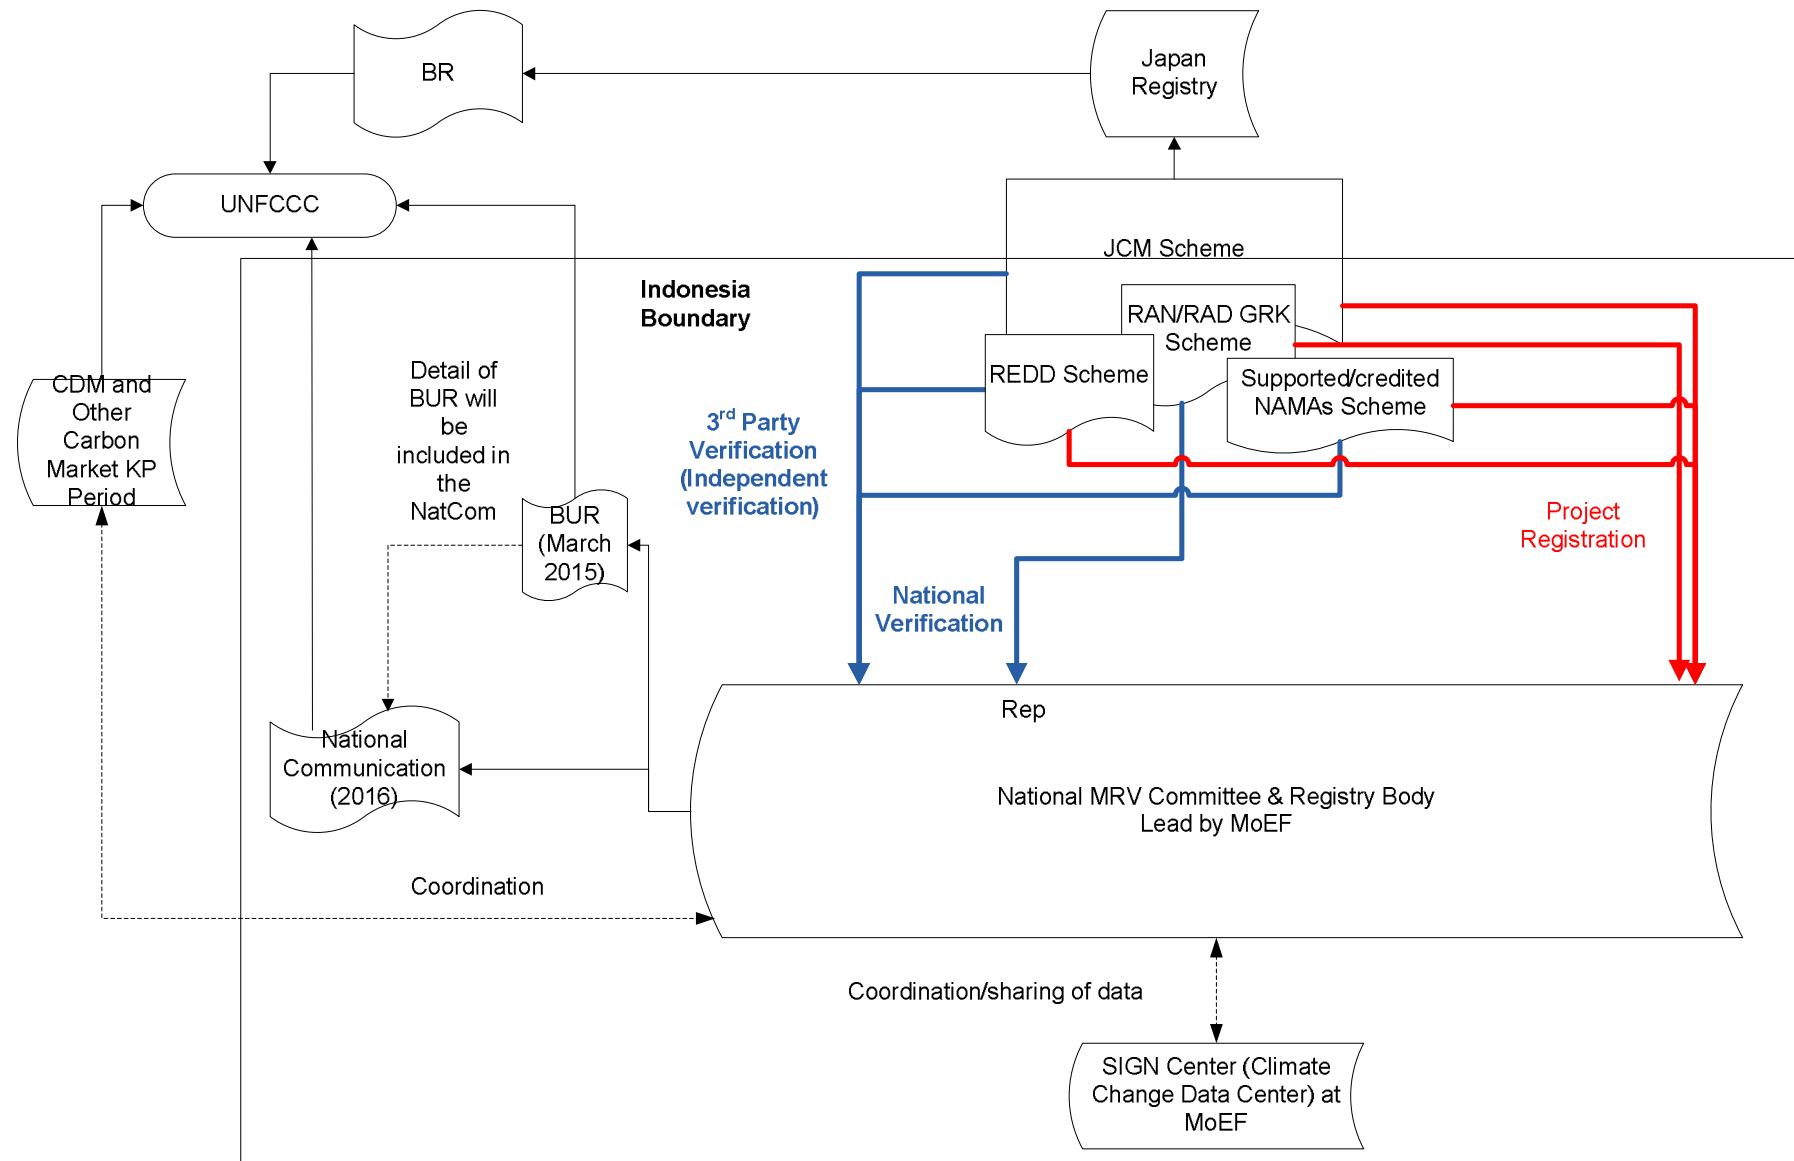 BR
Japan
Registry
UNFCCC
JCM Scheme
Indonesia
Boundary
RAN/RAD GRK
Scheme
REDD Scheme
Supported/credited
NAMAs Scheme
CDM and
Other
Carbon
Market KP
Period
Detail of
BUR will
be
included in
the
NatCom
3rd Party
Verification
(Independent
verification)
BUR
(March
2015)
Project
Registration
National
Verification
Rep
National
Communication
(2016)
National MRV Committee & Registry Body
Lead by MoEF
Coordination
Coordination/sharing of data
SIGN Center (Climate
Change Data Center) at
MoEF